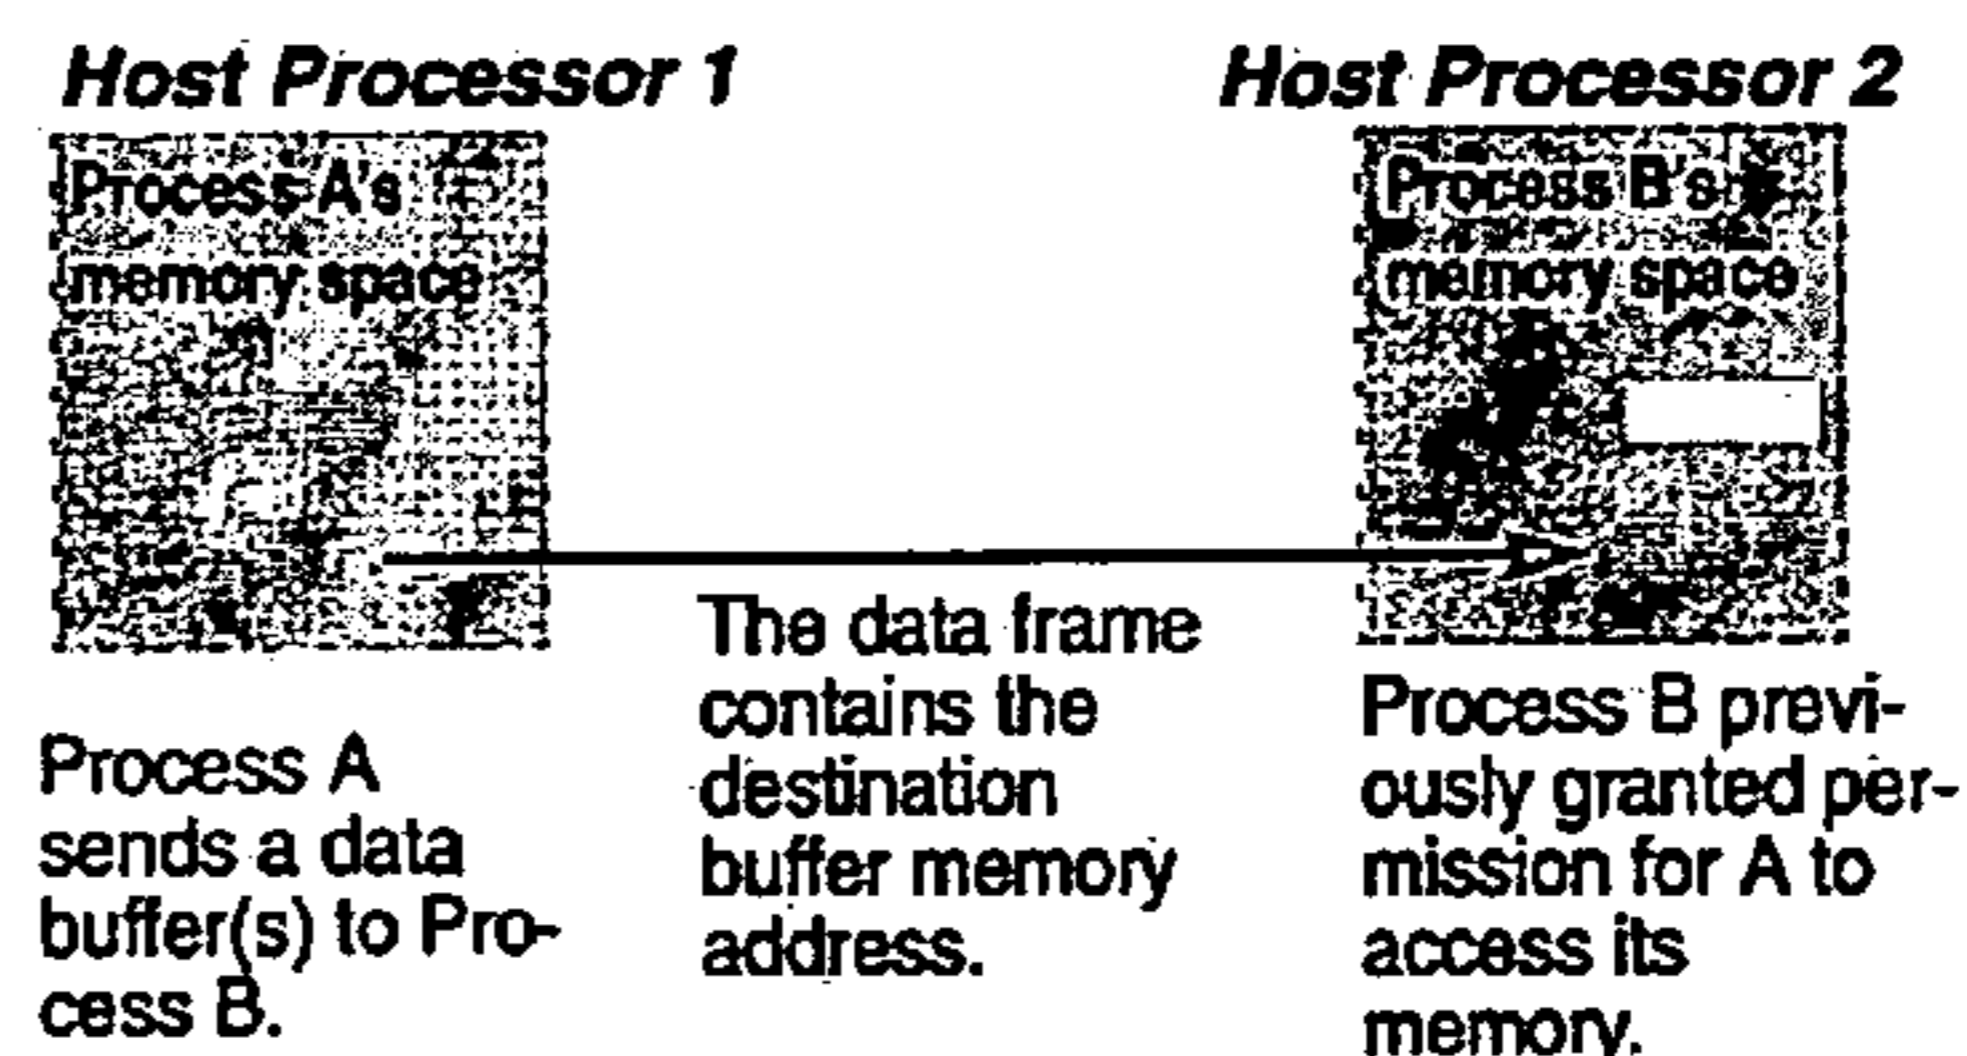 Host Processor 1
Host Processor 2
Process A's
memory space
Process B's
memory space
Process A
sends a data
buffer(s) to Pro-
cess B.
The data frame
contains the
destination
buffer memory
address.
Process B previ-
ously granted per-
mission for A to
access its
memory.